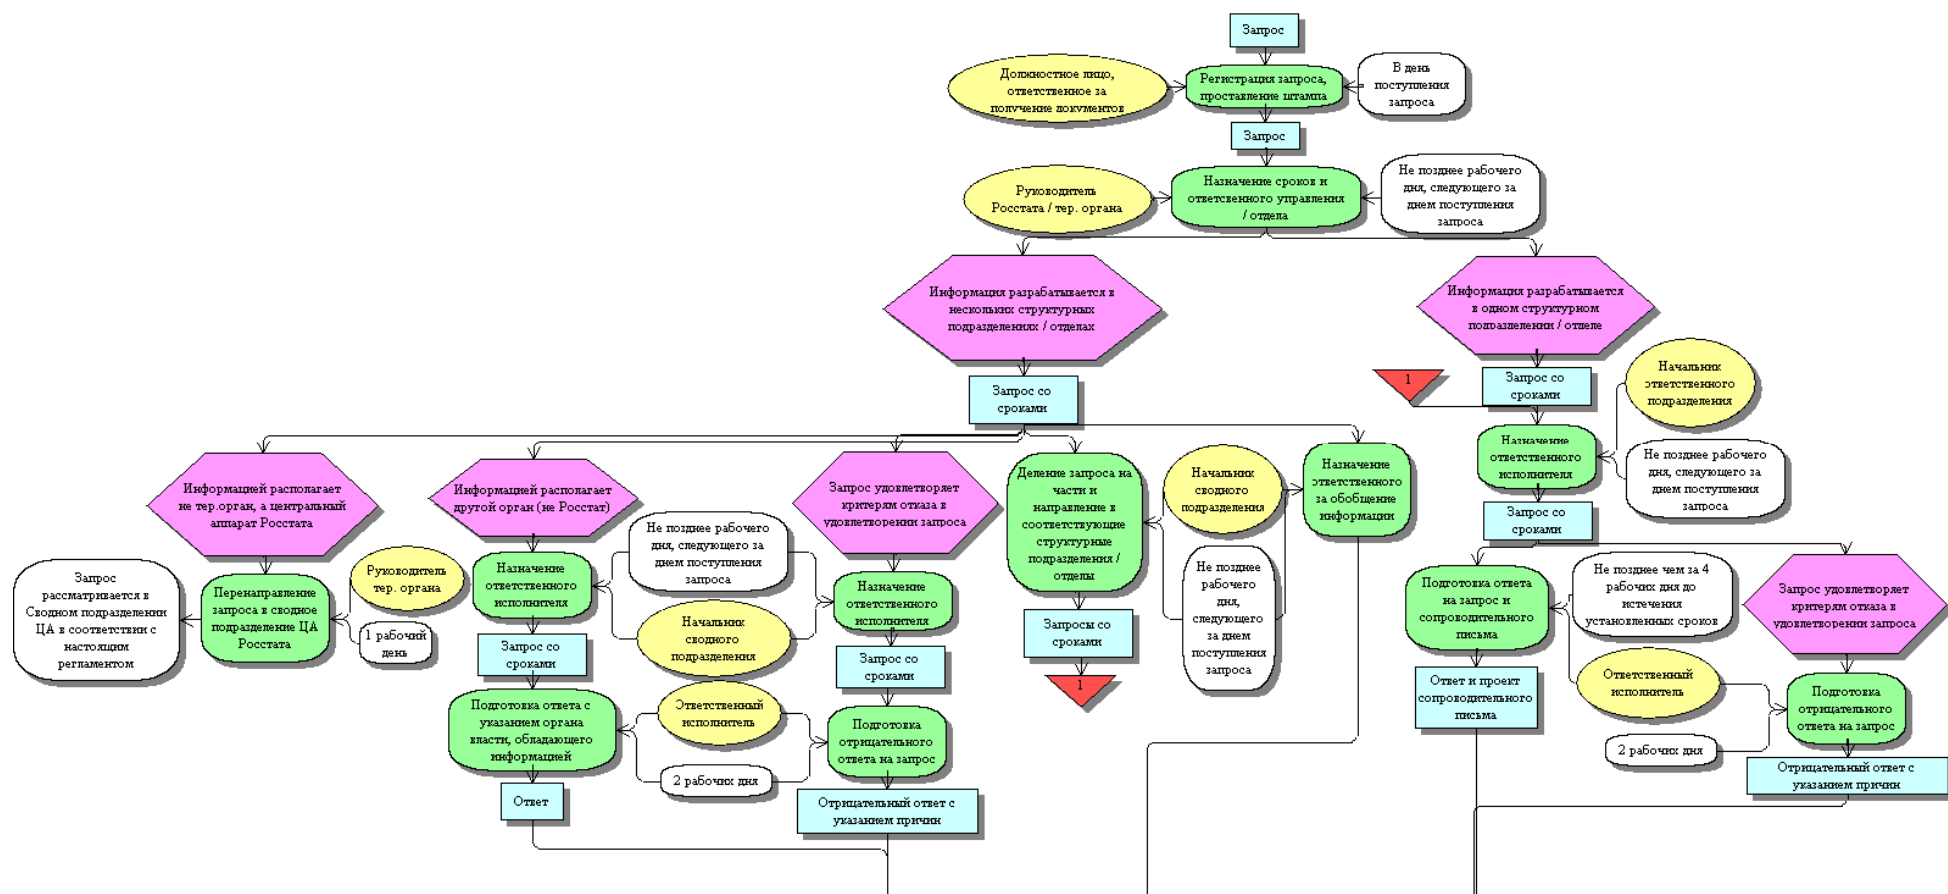 Запрос
Должностное лицо,
ответственное за
получение документов
Регистрация запроса,
проставление штампа
В день
поступления
запроса
Запрос
Руководитель
Росстата / тер. органа
Назначение сроков и
ответсвенного управления
/ отдела
Не позднее рабочего
дня, следующего за
днем поступления
запроса
Информация разрабатывается в
нескольких структурных
подразделениях / отделах
Информация разрабатывается
в одном структурном
подразделении / отделе
Запрос со
сроками
1
Запрос со
сроками
Начальник
ответственного
подразделения
Назначение
ответственного
исполнителя
Не позднее рабочего
дня, следующего за
днем поступления
запроса
Запрос со
сроками
Информацией располагает
не тер.орган, а центральный
аппарат Росстата
Информацией располагает
другой орган (не Росстат)
Запрос удовлетворяет
критерям отказа в
удовлетворении запроса
Деление запроса на
части и
направление в
соответствующие
структурные
подразделения /
отделы
Начальник
сводного
подразделения
Назначение
ответственного
за обобщение
информации
Не позднее рабочего
дня, следующего за
днем поступления
запроса
Не позднее
рабочего
дня,
следующего
за днем
поступления
запроса
Запрос
рассматривается в
Сводном подразделении
ЦА в соответствии с
настоящим
регламентом
Перенаправление
запроса в сводное
подразделение ЦА
Росстата
Руководитель
тер. органа
1 рабочий
день
Назначение
ответственного
исполнителя
Начальник
сводного
подразделения
Назначение
ответственного
исполнителя
Запрос со
сроками
Запрос со
сроками
Запросы со
сроками
1
Подготовка ответа с
указанием органа
власти, обладающего
информацией
Ответственный
исполнитель
2 рабочих дня
Подготовка
отрицательного
ответа на запрос
Ответ
Отрицательный ответ с
указанием причин
Подготовка ответа
на запрос и
сопроводительного
письма
Не позднее чем за 4
рабочих дня до
истечения
установленных сроков
Запрос удовлетворяет
критерям отказа в
удовлетворении запроса
Ответ и проект
сопроводительного
письма
Ответственный
исполнитель
2 рабочих дня
Подготовка
отрицательного
ответа на запрос
Отрицательный ответ с
указанием причин